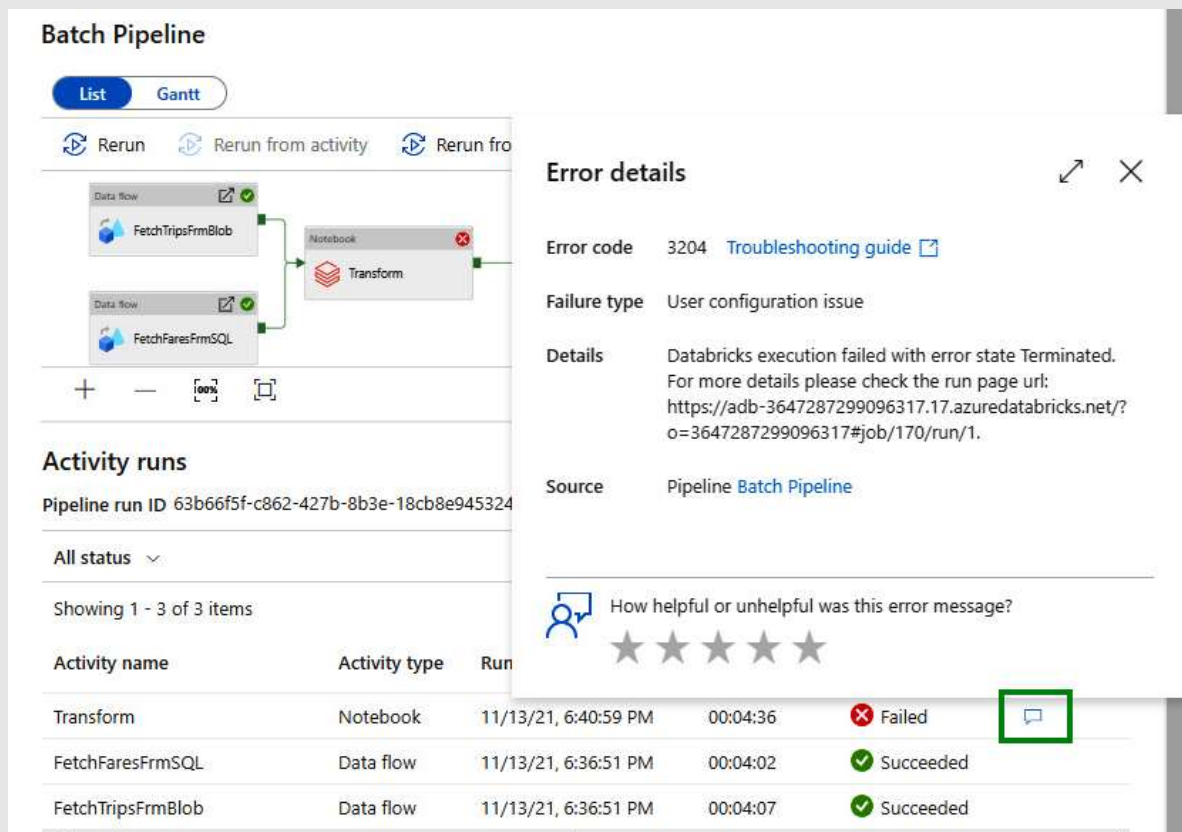 Batch Pipeline
List Gantt
Rerun Rerun from activity Rerun fro
Data flow
FetchTripsFrmBlob
Notebook
Transform
Data flow
FetchFaresFrmSQL
100%
Error details
Error code 3204 Troubleshooting guide
Failure type User configuration issue
Details Databricks execution failed with error state Terminated.
For more details please check the run page url:
https://adb-3647287299096317.17.azuredatabricks.net/?
o=3647287299096317#job/170/run/1.
Source Pipeline Batch Pipeline
How helpful or unhelpful was this error message?
Activity runs
Pipeline run ID 63b66f5f-c862-427b-8b3e-18cb8e945324
All status
Showing 1 - 3 of 3 items
Activity name Activity type Run
Transform Notebook 11/13/21, 6:40:59 PM 00:04:36 Failed
FetchFaresFrmSQL Data flow 11/13/21, 6:36:51 PM 00:04:02 Succeeded
FetchTripsFrmBlob Data flow 11/13/21, 6:36:51 PM 00:04:07 Succeeded